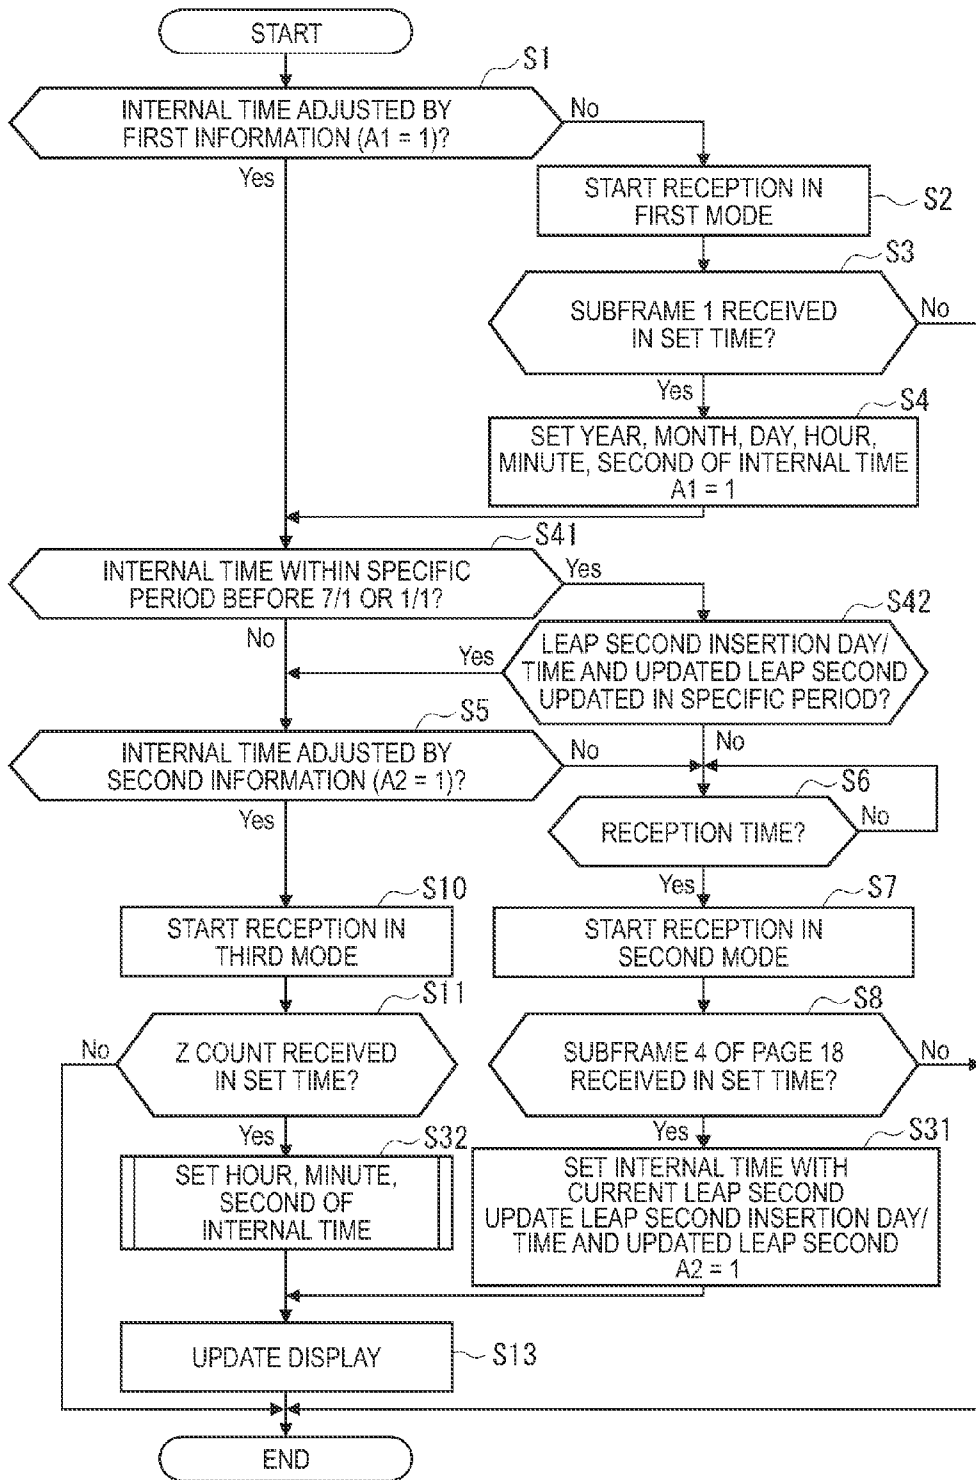 START
S1
INTERNAL TIME ADJUSTED BY
FIRST INFORMATION (A1 = 1)?
No
Yes
START RECEPTION IN
FIRST MODE
S2
S3
SUBFRAME 1 RECEIVED
IN SET TIME?
No
Yes
S4
SET YEAR, MONTH, DAY, HOUR,
MINUTE, SECOND OF INTERNAL TIME
A1 = 1
S41
INTERNAL TIME WITHIN SPECIFIC
PERIOD BEFORE 7/1 OR 1/1?
Yes
No
S42
LEAP SECOND INSERTION DAY/
TIME AND UPDATED LEAP SECOND
UPDATED IN SPECIFIC PERIOD?
Yes
No
S5
INTERNAL TIME ADJUSTED BY
SECOND INFORMATION (A2 = 1)?
No
Yes
S6
RECEPTION TIME?
No
Yes
S10
START RECEPTION IN
THIRD MODE
S7
START RECEPTION IN
SECOND MODE
S11
Z COUNT RECEIVED
IN SET TIME?
No
Yes
S8
SUBFRAME 4 OF PAGE 18
RECEIVED IN SET TIME?
No
Yes
S32
SET HOUR, MINUTE,
SECOND OF
INTERNAL TIME
S31
SET INTERNAL TIME WITH
CURRENT LEAP SECOND
UPDATE LEAP SECOND INSERTION DAY/
TIME AND UPDATED LEAP SECOND
A2 = 1
UPDATE DISPLAY
S13
END